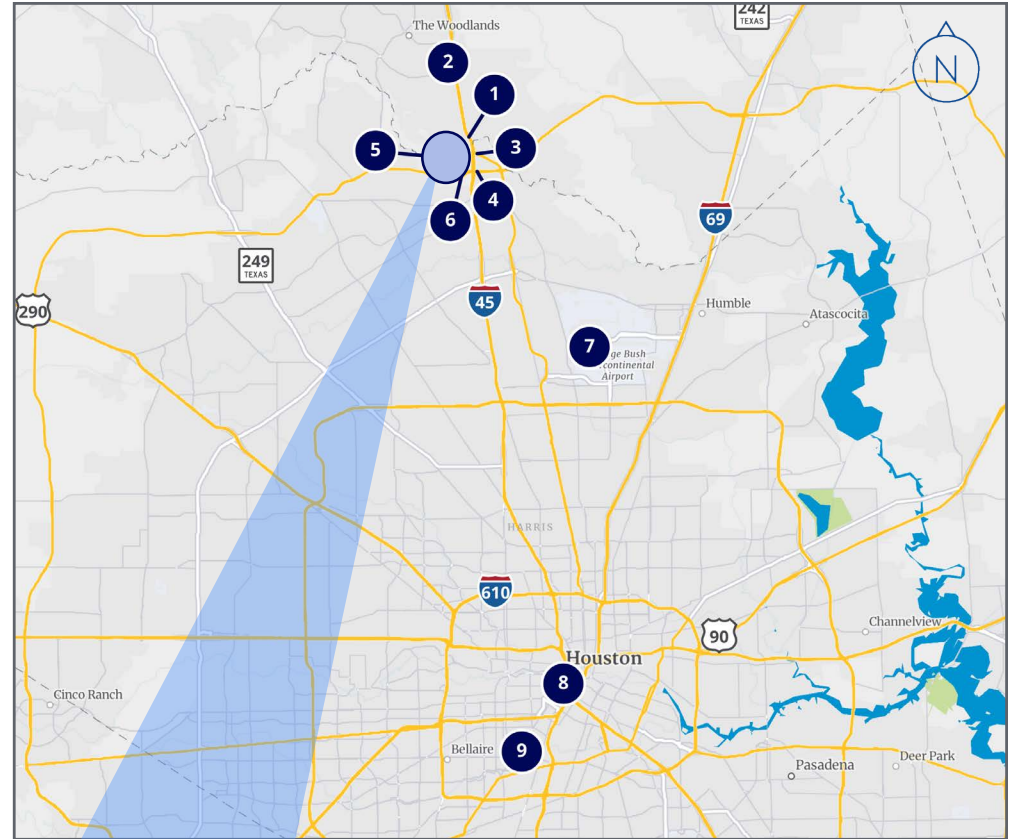 242
TEXAS
The Woodlands
N
2
1
5
3
4
6
69
249
TEXAS
290
45
Humble
Atascocita
7
ge Bush
continental
Airport
HARRIS
610
90
Channelview
Houston
8
Cinco Ranch
Bellaire
9
Deer Park
Pasadena